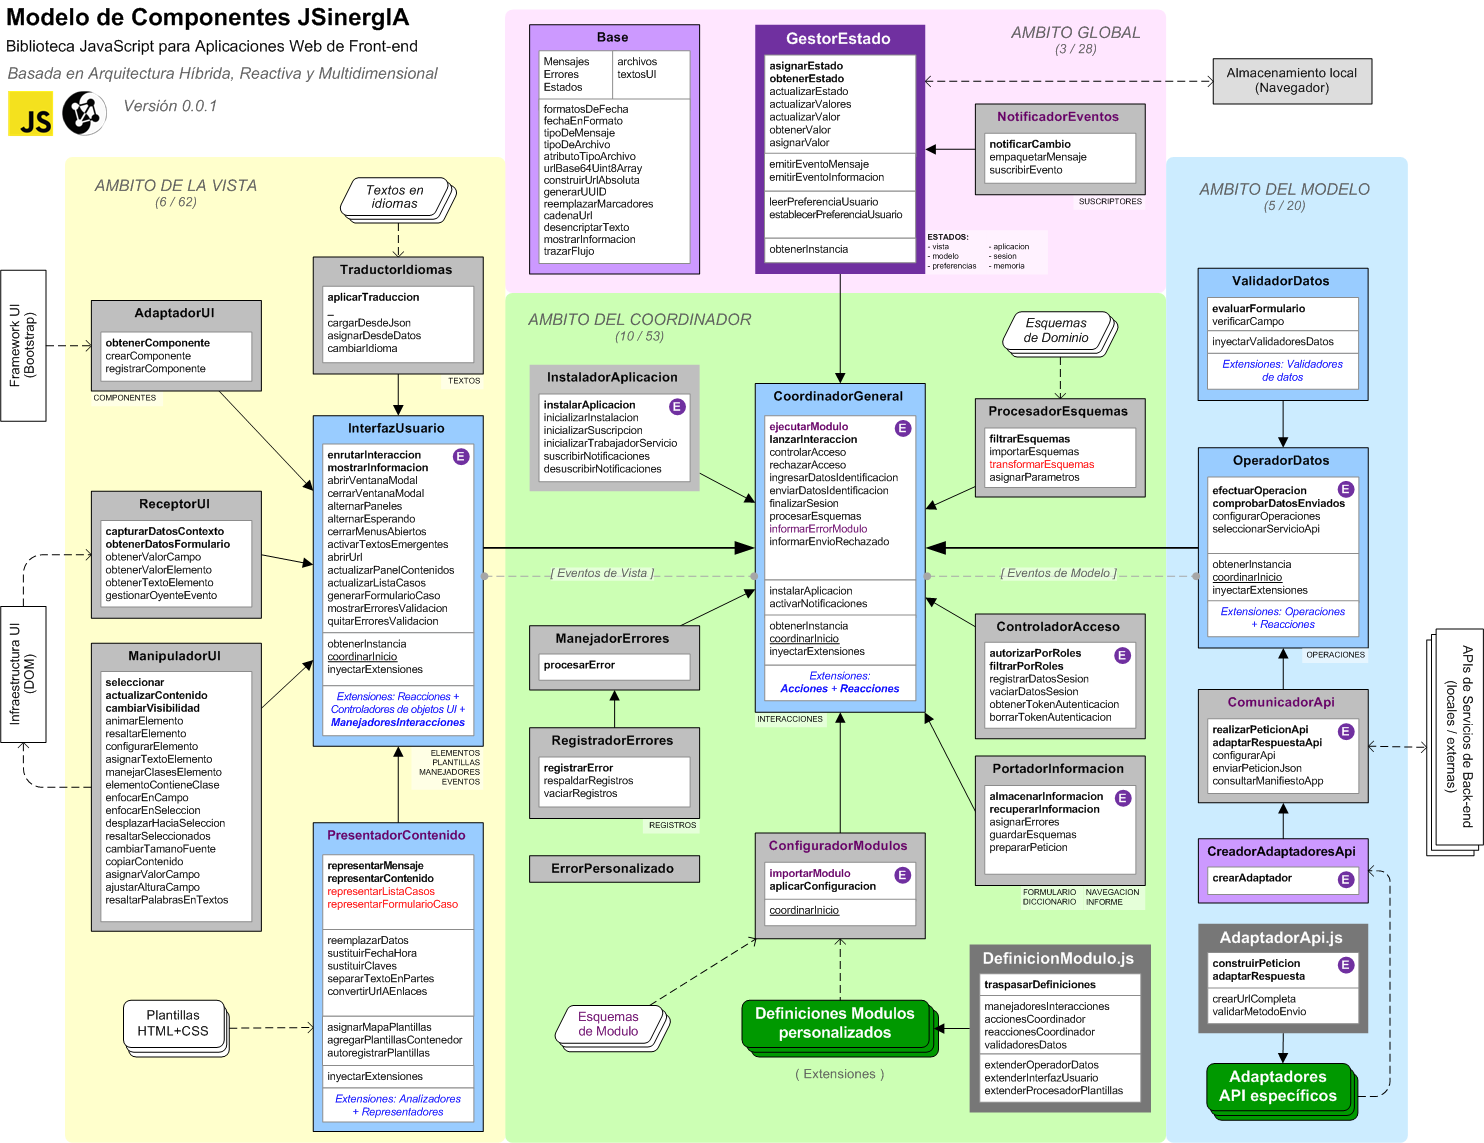 Modelo de Componentes JSinergIA
Biblioteca JavaScript para Aplicaciones Web de Front-end
Basada en Arquitectura Híbrida, Reactiva y Multidimensional
JS
Versión 0.0.1
AMBITO GLOBAL
(3 / 28)
Base
Mensajes
Errores
Estados
archivos
textosUI
formatosDeFecha
fechaEnFormato
tipoDeMensaje
tipoDeArchivo
atributoTipoArchivo
urlBase64Uint8Array
construirUrlAbsoluta
generarUUID
reemplazarMarcadores
cadenaUrl
desencriptarTexto
mostrarInformacion
trazarFlujo
GestorEstado
asignarEstado
obtenerEstado
actualizarEstado
actualizarValores
actualizarValor
obtenerValor
asignarValor
emitirEventoMensaje
emitirEventoInformacion
leerPreferenciaUsuario
establecerPreferenciaUsuario
obtenerInstancia
ESTADOS:
- vista
- modelo
- preferencias
- aplicacion
- sesion
- memoria
NotificadorEventos
notificarCambio
empaquetarMensaje
suscribirEvento
SUSCRIPTORES
Almacenamiento local
(Navegador)
AMBITO DE LA VISTA
(6 / 62)
Textos en
idiomas
TraductorIdiomas
aplicarTraduccion
_
cargarDesdeJson
asignarDesdeDatos
cambiarIdioma
TEXTOS
Framework UI
(Bootstrap)
AdaptadorUI
obtenerComponente
crearComponente
registrarComponente
COMPONENTES
InterfazUsuario
E
enrutarInteraccion
mostrarInformacion
abrirVentanaModal
cerrarVentanaModal
alternarPaneles
alternarEsperando
cerrarMenusAbiertos
activarTextosEmergentes
abrirUrl
actualizarPanelContenidos
actualizarListaCasos
generarFormularioCaso
mostrarErroresValidacion
quitarErroresValidacion
obtenerInstancia
coordinarInicio
inyectarExtensiones
Extensiones: Reacciones +
Controladores de objetos UI +
ManejadoresInteracciones
ELEMENTOS
PLANTILLAS
MANEJADORES
EVENTOS
ReceptorUI
capturarDatosContexto
obtenerDatosFormulario
obtenerValorCampo
obtenerValorElemento
obtenerTextoElemento
gestionarOyenteEvento
Infraestructura UI
(DOM)
ManipuladorUI
seleccionar
actualizarContenido
cambiarVisibilidad
animarElemento
resaltarElemento
configurarElemento
asignarTextoElemento
manejarClasesElemento
elementoContieneClase
enfocarEnCampo
enfocarEnSeleccion
desplazarHaciaSeleccion
resaltarSeleccionados
cambiarTamanoFuente
copiarContenido
asignarValorCampo
ajustarAlturaCampo
resaltarPalabrasEnTextos
PresentadorContenido
representarMensaje
representarContenido
representarListaCasos
representarFormularioCaso
reemplazarDatos
sustituirFechaHora
sustituirClaves
separarTextoEnPartes
convertirUrlAEnlaces
asignarMapaPlantillas
agregarPlantillasContenedor
autoregistrarPlantillas
inyectarExtensiones
Extensiones: Analizadores
+ Representadores
Plantillas
HTML+CSS
AMBITO DEL COORDINADOR
(10 / 53)
InstaladorAplicacion
E
instalarAplicacion
inicializarInstalacion
inicializarSuscripcion
inicializarTrabajadorServicio
suscribirNotificaciones
desuscribirNotificaciones
CoordinadorGeneral
E
ejecutarModulo
lanzarInteraccion
controlarAcceso
rechazarAcceso
ingresarDatosIdentificacion
enviarDatosIdentificacion
finalizarSesion
procesarEsquemas
informarErrorModulo
informarEnvioRechazado
instalarAplicacion
activarNotificaciones
obtenerInstancia
coordinarInicio
inyectarExtensiones
Extensiones:
Acciones + Reacciones
INTERACCIONES
Esquemas
de Dominio
ProcesadorEsquemas
filtrarEsquemas
importarEsquemas
transformarEsquemas
asignarParametros
[ Eventos de Vista ]
[ Eventos de Modelo ]
ManejadorErrores
procesarError
RegistradorErrores
registrarError
respaldarRegistros
vaciarRegistros
REGISTROS
ErrorPersonalizado
ControladorAcceso
E
autorizarPorRoles
filtrarPorRoles
registrarDatosSesion
vaciarDatosSesion
obtenerTokenAutenticacion
borrarTokenAutenticacion
PortadorInformacion
E
almacenarInformacion
recuperarInformacion
asignarErrores
guardarEsquemas
prepararPeticion
FORMULARIO
DICCIONARIO
NAVEGACION
INFORME
ConfiguradorModulos
E
importarModulo
aplicarConfiguracion
coordinarInicio
Esquemas
de Modulo
Definiciones Modulos
personalizados
( Extensiones )
DefinicionModulo.js
traspasarDefiniciones
manejadoresInteracciones
accionesCoordinador
reaccionesCoordinador
validadoresDatos
extenderOperadorDatos
extenderInterfazUsuario
extenderProcesadorPlantillas
AMBITO DEL MODELO
(5 / 20)
ValidadorDatos
evaluarFormulario
verificarCampo
inyectarValidadoresDatos
Extensiones: Validadores
de datos
OperadorDatos
E
efectuarOperacion
comprobarDatosEnviados
configurarOperaciones
seleccionarServicioApi
obtenerInstancia
coordinarInicio
inyectarExtensiones
Extensiones: Operaciones
+ Reacciones
OPERACIONES
ComunicadorApi
E
realizarPeticionApi
adaptarRespuestaApi
configurarApi
enviarPeticionJson
consultarManifiestoApp
APIs de Servicios de Back-end
(locales / externas)
CreadorAdaptadoresApi
crearAdaptador
E
AdaptadorApi.js
E
construirPeticion
adaptarRespuesta
crearUrlCompleta
validarMetodoEnvio
Adaptadores
API específicos